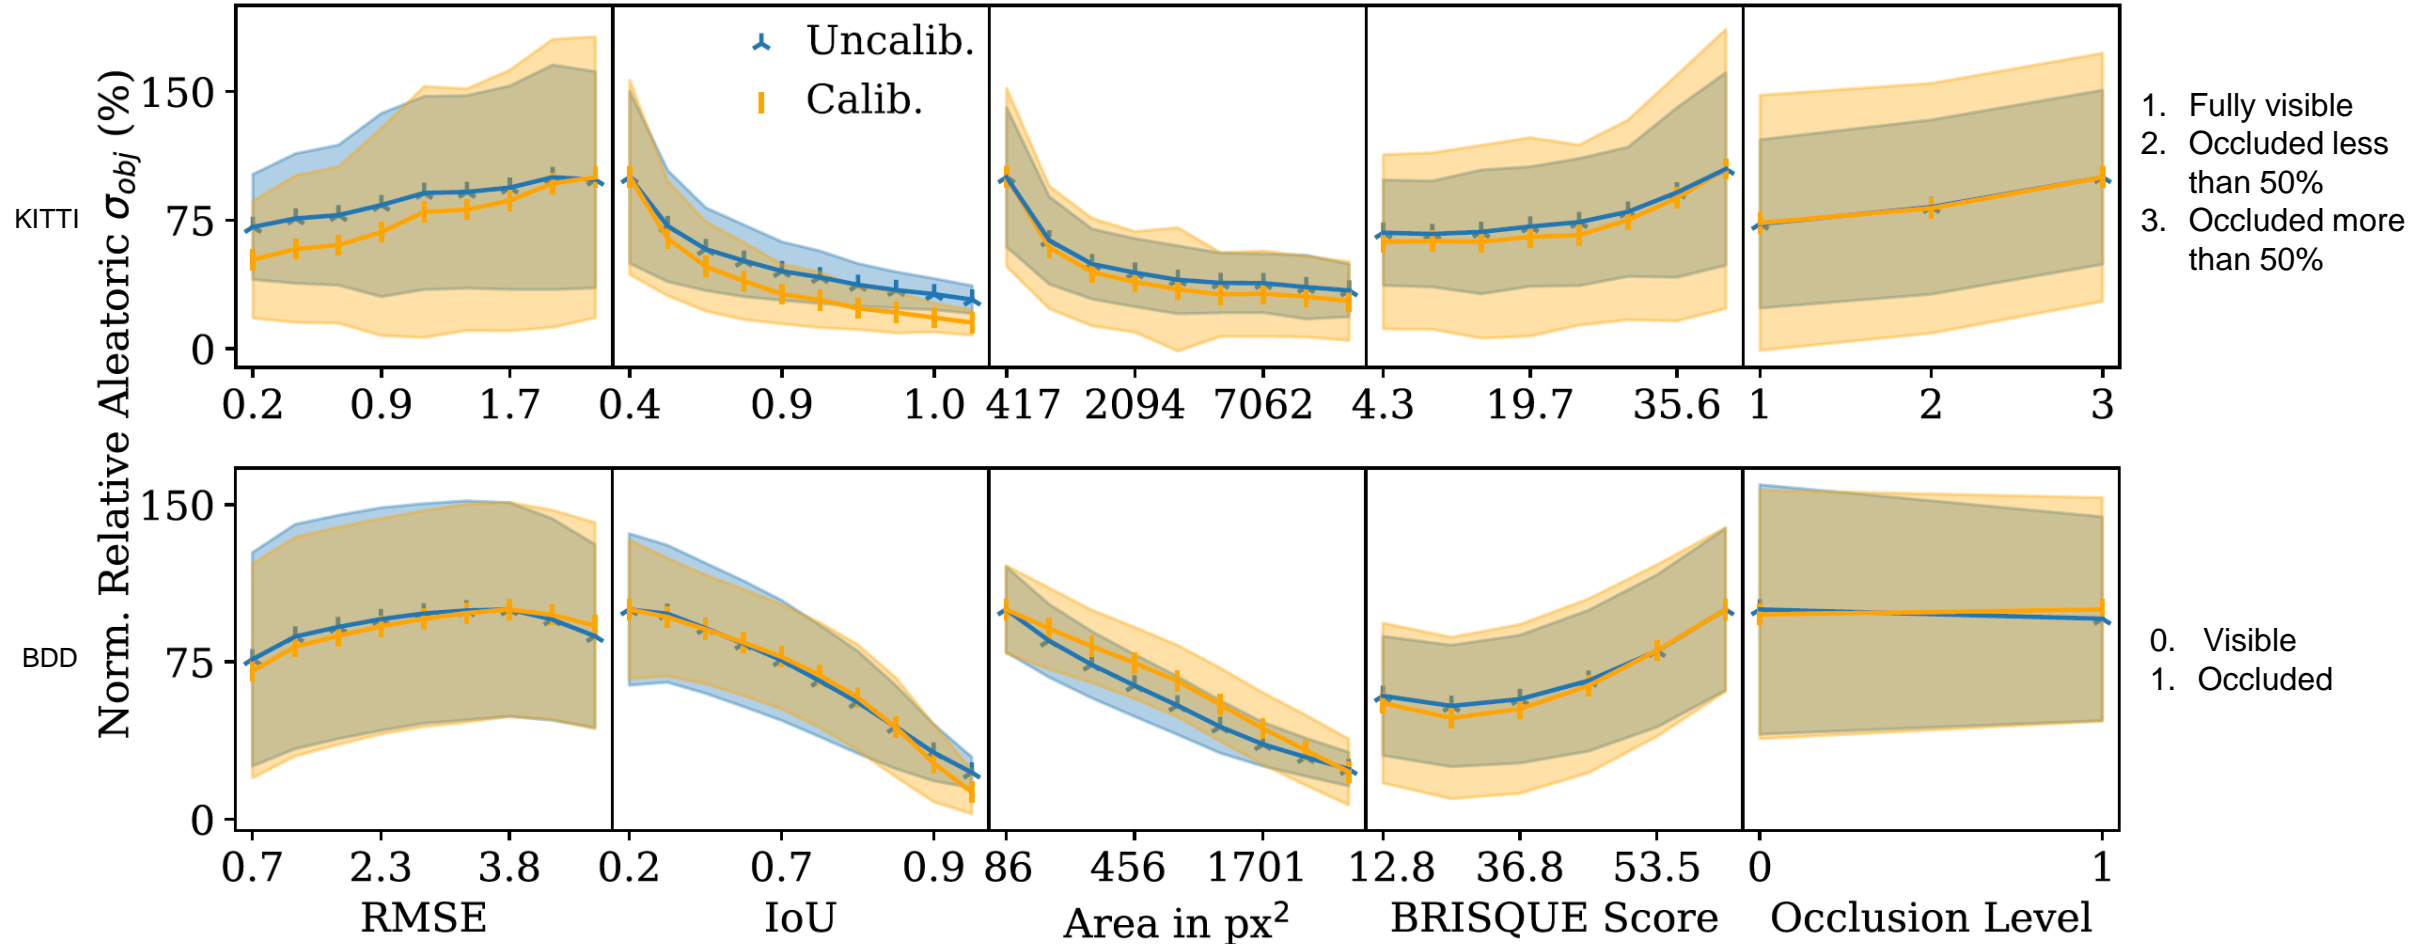 Norm. Relative Aleatoric σobj (%)
KITTI
150
75
0
Uncalib.
Calib.
0.2 0.9 1.7
0.4 0.9 1.0
417 2094 7062
4.3 19.7 35.6
1 2 3
1. Fully visible
2. Occluded less
than 50%
3. Occluded more
than 50%
BDD
150
75
0
0.7 2.3 3.8
0.2 0.7 0.9
86 456 1701
12.8 36.8 53.5
0 1
0. Visible
1. Occluded
RMSE
IoU
Area in px²
BRISQUE Score
Occlusion Level